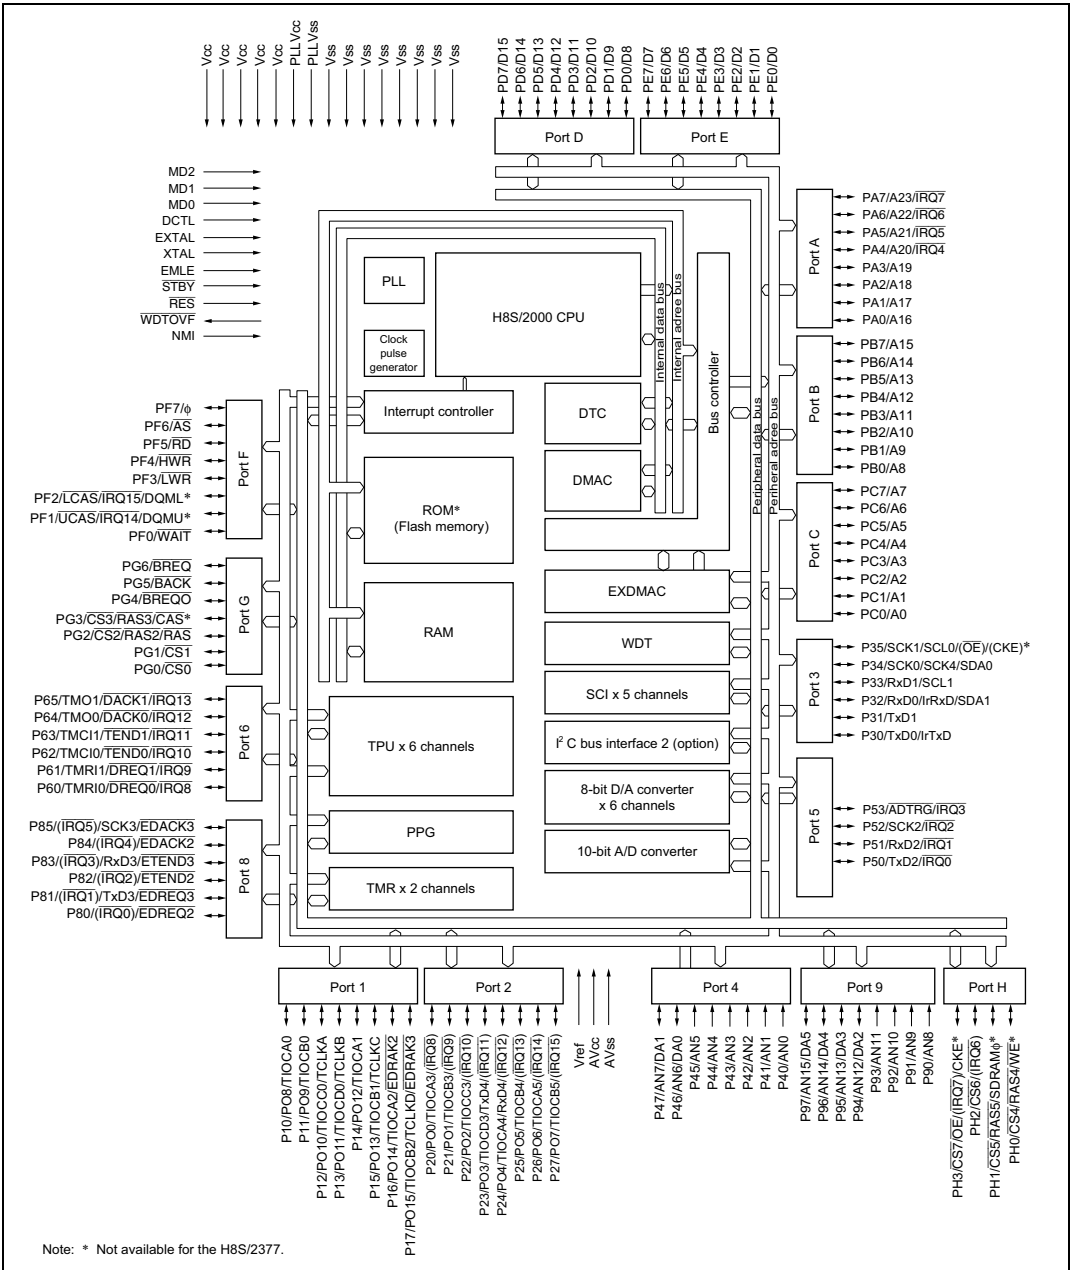 Vcc
Vcc
Vcc
Vcc
Vcc
PLLVcc
PLLVss
Vss
Vss
Vss
Vss
Vss
Vss
Vss
Vss
PD7/D15
PD6/D14
PD5/D13
PD4/D12
PD3/D11
PD2/D10
PD1/D9
PD0/D8
PE7/D7
PE6/D6
PE5/D5
PE4/D4
PE3/D3
PE2/D2
PE1/D1
PE0/D0
Port D
Port E
MD2
MD1
MD0
DCTL
EXTAL
XTAL
EMLE
STBY
RES
WDTOVF
NMI
PLL
Clock
pulse
generator
H8S/2000 CPU
Interrupt controller
DTC
DMAC
ROM*
(Flash memory)
RAM
Internal data bus
Internal adree bus
Bus controller
Peripheral data bus
Periheral adree bus
EXDMAC
WDT
SCI x 5 channels
I² C bus interface 2 (option)
8-bit D/A converter
x 6 channels
10-bit A/D converter
TPU x 6 channels
PPG
TMR x 2 channels
Port A
PA7/A23/IRQ7
PA6/A22/IRQ6
PA5/A21/IRQ5
PA4/A20/IRQ4
PA3/A19
PA2/A18
PA1/A17
PA0/A16
Port B
PB7/A15
PB6/A14
PB5/A13
PB4/A12
PB3/A11
PB2/A10
PB1/A9
PB0/A8
Port C
PC7/A7
PC6/A6
PC5/A5
PC4/A4
PC3/A3
PC2/A2
PC1/A1
PC0/A0
Port 3
P35/SCK1/SCL0/(OE)/(CKE)*
P34/SCK0/SCK4/SDA0
P33/RxD1/SCL1
P32/RxD0/IrRxD/SDA1
P31/TxD1
P30/TxD0/IrTxD
Port 5
P53/ADTRG/IRQ3
P52/SCK2/IRQ2
P51/RxD2/IRQ1
P50/TxD2/IRQ0
PF7/ϕ
PF6/AS
PF5/RD
PF4/HWR
PF3/LWR
PF2/LCAS/IRQ15/DQML*
PF1/UCAS/IRQ14/DQMU*
PF0/WAIT
Port F
PG6/BREQ
PG5/BACK
PG4/BREQO
PG3/CS3/RAS3/CAS*
PG2/CS2/RAS2/RAS
PG1/CS1
PG0/CS0
Port G
P65/TMO1/DACK1/IRQ13
P64/TMO0/DACK0/IRQ12
P63/TMCI1/TEND1/IRQ11
P62/TMCI0/TEND0/IRQ10
P61/TMRI1/DREQ1/IRQ9
P60/TMRI0/DREQ0/IRQ8
Port 6
P85/(IRQ5)/SCK3/EDACK3
P84/(IRQ4)/EDACK2
P83/(IRQ3)/RxD3/ETEND3
P82/(IRQ2)/ETEND2
P81/(IRQ1)/TxD3/EDREQ3
P80/(IRQ0)/EDREQ2
Port 8
Port 1
Port 2
Port 4
Port 9
Port H
P10/PO8/TIOCA0
P11/PO9/TIOCB0
P12/PO10/TIOCC0/TCLKA
P13/PO11/TIOCD0/TCLKB
P14/PO12/TIOCA1
P15/PO13/TIOCB1/TCLKC
P16/PO14/TIOCA2/EDRAK2
P17/PO15/TIOCB2/TCLKD/EDRAK3
P20/PO0/TIOCA3/(IRQ8)
P21/PO1/TIOCB3/(IRQ9)
P22/PO2/TIOCC3/(IRQ10)
P23/PO3/TIOCD3/TxD4/(IRQ11)
P24/PO4/TIOCA4/RxD4/(IRQ12)
P25/PO5/TIOCB4/(IRQ13)
P26/PO6/TIOCA5/(IRQ14)
P27/PO7/TIOCB5/(IRQ15)
Vref
AVcc
AVss
P47/AN7/DA1
P46/AN6/DA0
P45/AN5
P44/AN4
P43/AN3
P42/AN2
P41/AN1
P40/AN0
P97/AN15/DA5
P96/AN14/DA4
P95/AN13/DA3
P94/AN12/DA2
P93/AN11
P92/AN10
P91/AN9
P90/AN8
PH3/CS7/OE/(IRQ7)/CKE*
PH2/CS6/(IRQ6)
PH1/CS5/RAS5/SDRAMϕ*
PH0/CS4/RAS4/WE*
Note: * Not available for the H8S/2377.